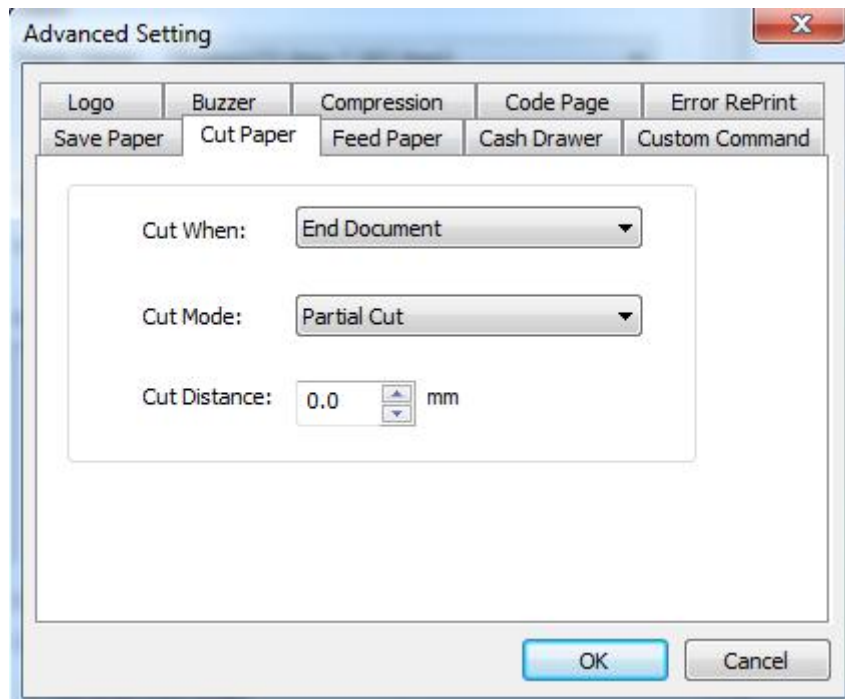 Advanced Setting
Logo Buzzer Compression Code Page Error RePrint
Save Paper Cut Paper Feed Paper Cash Drawer Custom Command
Cut When: End Document
Cut Mode: Partial Cut
Cut Distance: 0.0 mm
OK Cancel